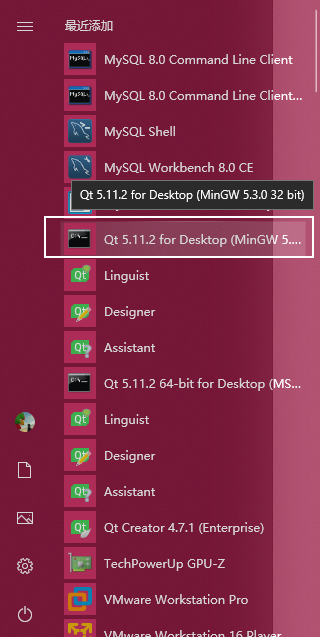 最近添加
MySQL 8.0 Command Line Client
MySQL 8.0 Command Line Client...
MySQL Shell
MySQL Workbench 8.0 CE
Qt 5.11.2 for Desktop (MinGW 5.3.0 32 bit)
Qt 5.11.2 for Desktop (MinGW 5....
Linguist
Designer
Assistant
Qt 5.11.2 64-bit for Desktop (MS...
Linguist
Designer
Assistant
Qt Creator 4.7.1 (Enterprise)
TechPowerUp GPU-Z
VMware Workstation Pro
VMware Workstation 16 Player